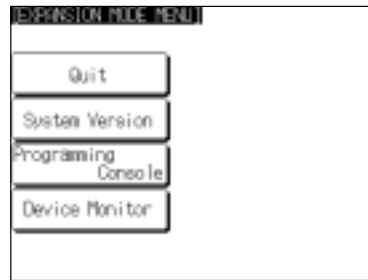 [EXPANSION MODE MENU]
Quit
System Version
Programming
Console
Device Monitor